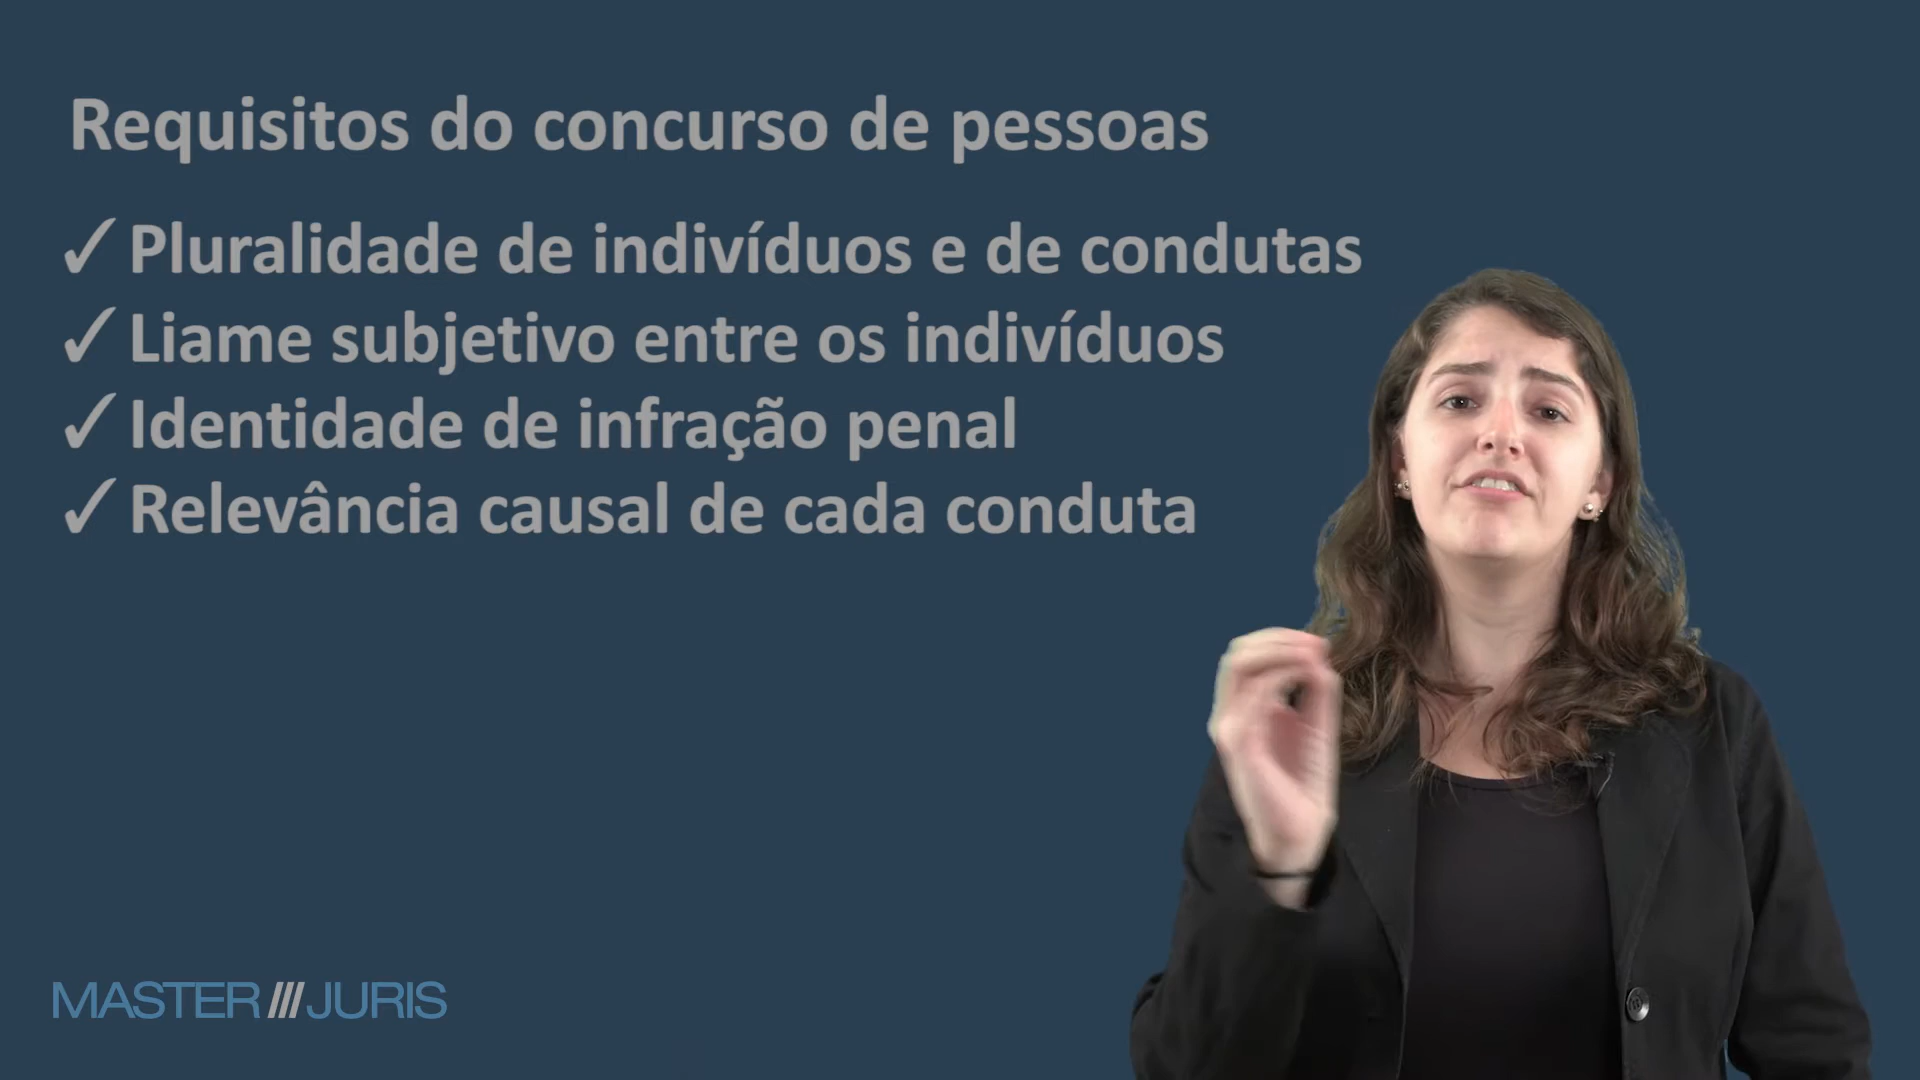 Requisitos do concurso de pessoas
✓ Pluralidade de indivíduos e de condutas
✓ Liame subjetivo entre os indivíduos
✓ Identidade de infração penal
✓ Relevância causal de cada conduta
MASTER///JURIS